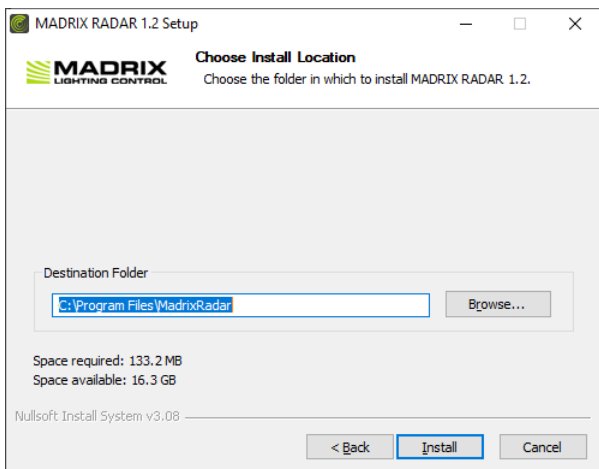 MADRIX RADAR 1.2 Setup
MADRIX
LIGHTING CONTROL
Choose Install Location
Choose the folder in which to install MADRIX RADAR 1.2.
Destination Folder
C:\Program Files\MadrixRadar
Browse...
Space required: 133.2 MB
Space available: 16.3 GB
Nullsoft Install System v3.08
< Back
Install
Cancel